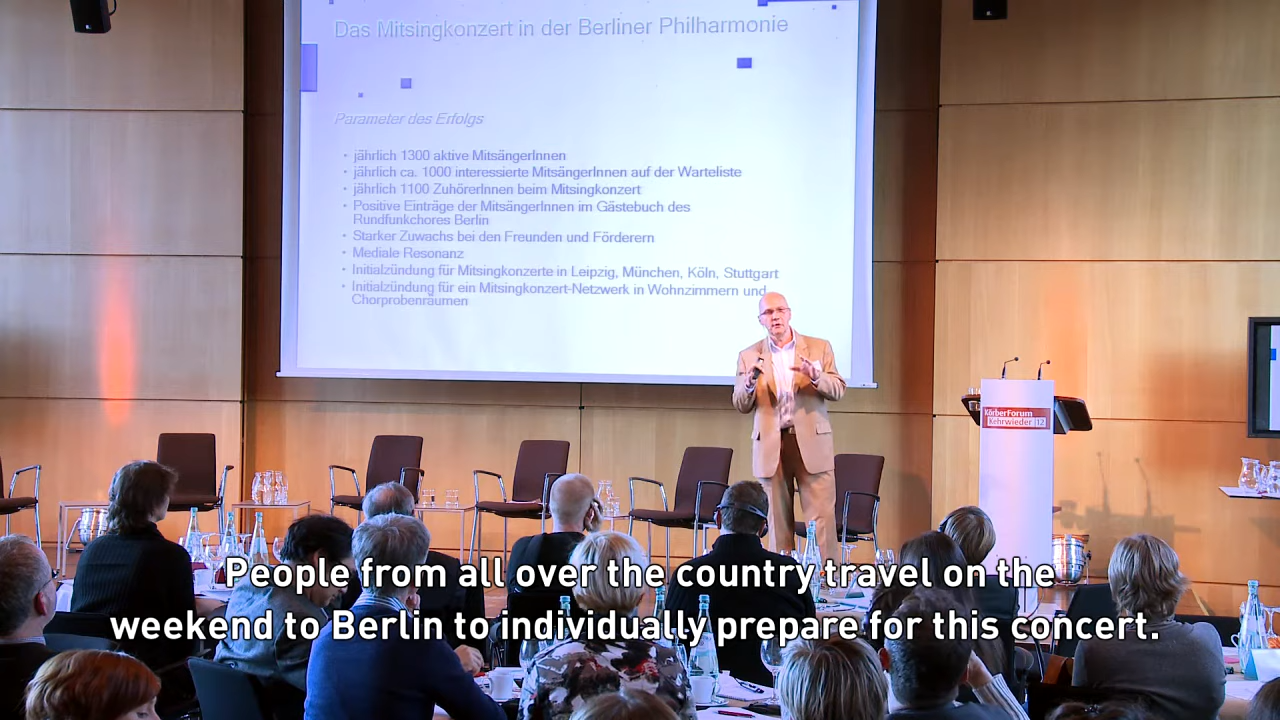 Das Mitsingkonzert in der Berliner Philharmonie
Parameter des Erfolgs
• jährlich 1300 aktive MitsängerInnen
• jährlich ca. 1000 interessierte MitsängerInnen auf der Warteliste
• jährlich 1100 ZuhörerInnen beim Mitsingkonzert
• Positive Einträge der MitsängerInnen im Gästebuch des
Rundfunkchores Berlin
• Starker Zuwachs bei den Freunden und Förderern
• Mediale Resonanz
• Initialzündung für Mitsingkonzerte in Leipzig, München, Köln, Stuttgart
• Initialzündung für ein Mitsingkonzert-Netzwerk in Wohnzimmern und
Chorprobenräumen
KörberForum
Kehrwieder |12
People from all over the country travel on the
weekend to Berlin to individually prepare for this concert.